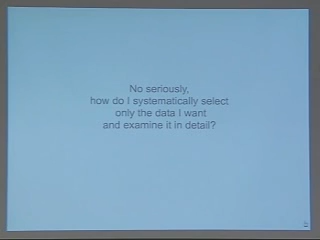 No seriously,
how do I systematically select
only the data I want
and examine it in detail?